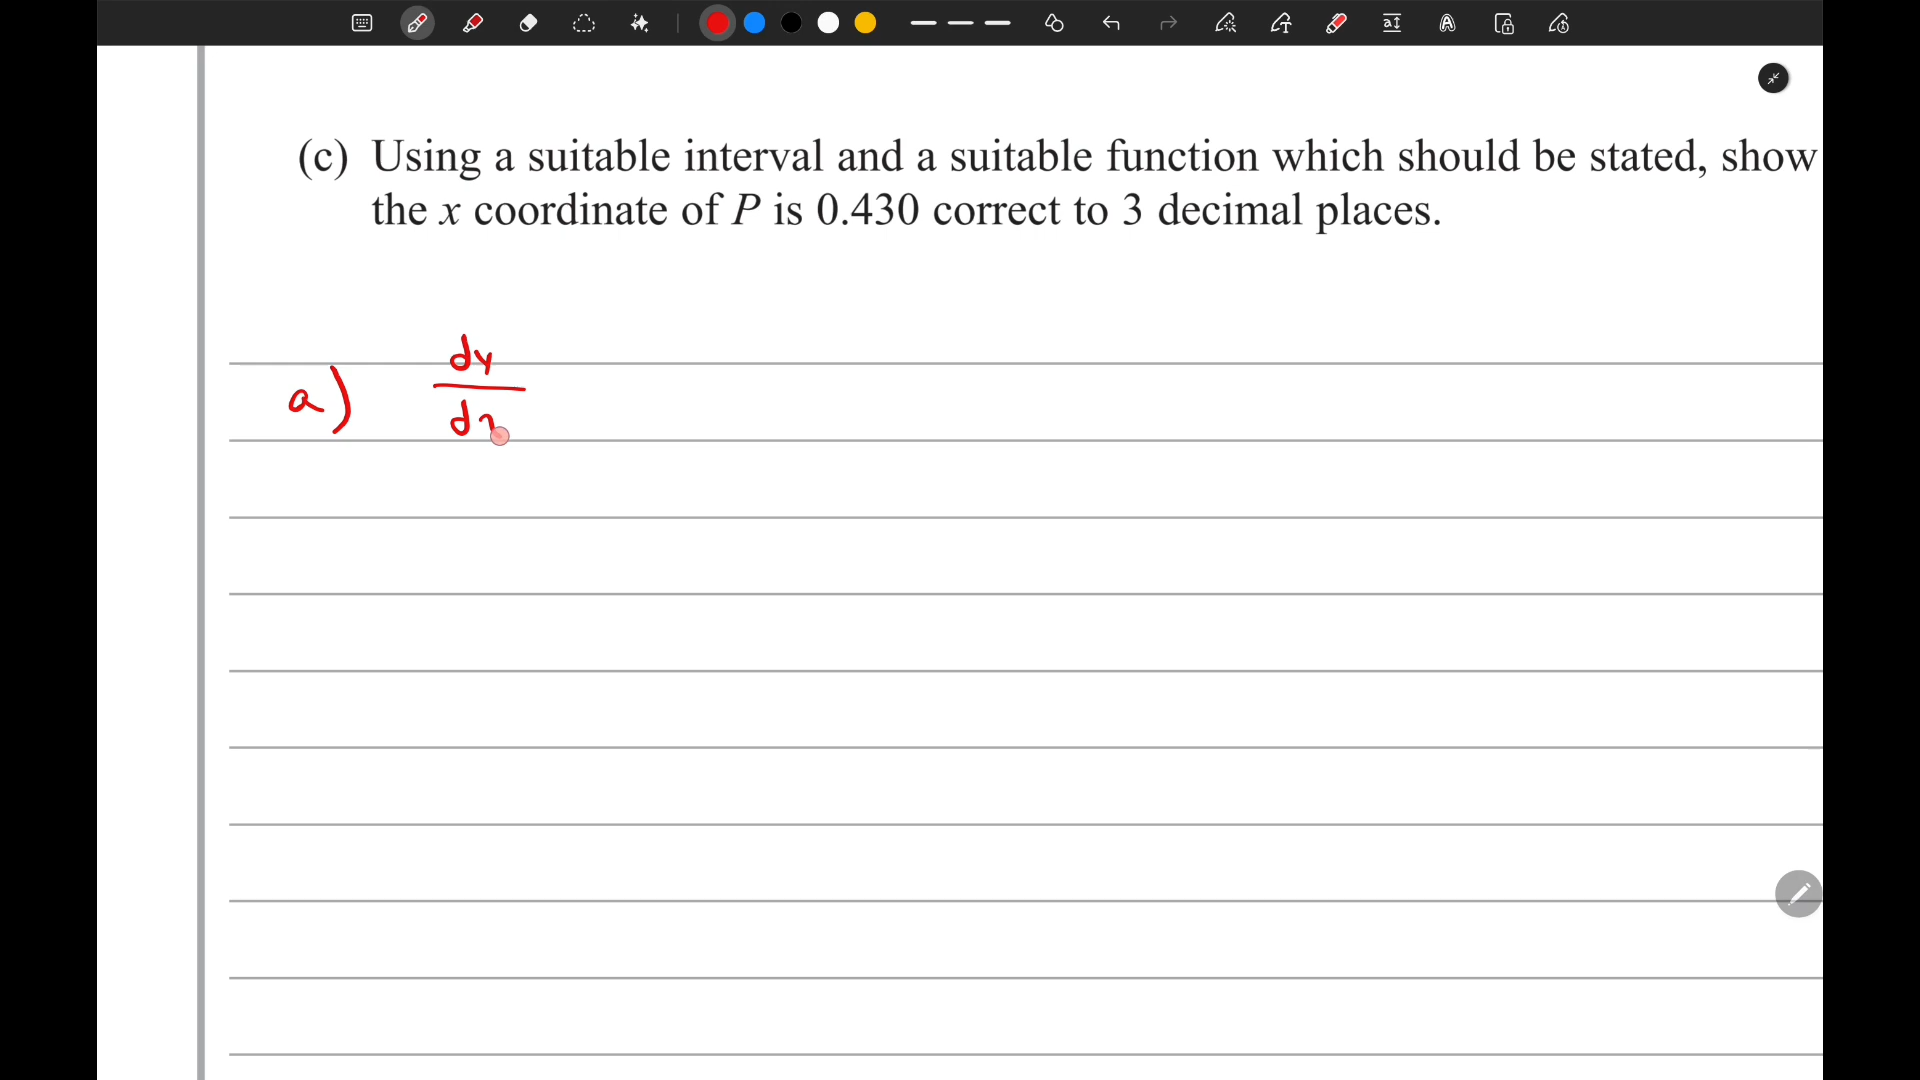 (c) Using a suitable interval and a suitable function which should be stated, show
the x coordinate of P is 0.430 correct to 3 decimal places.
a) dy
dx